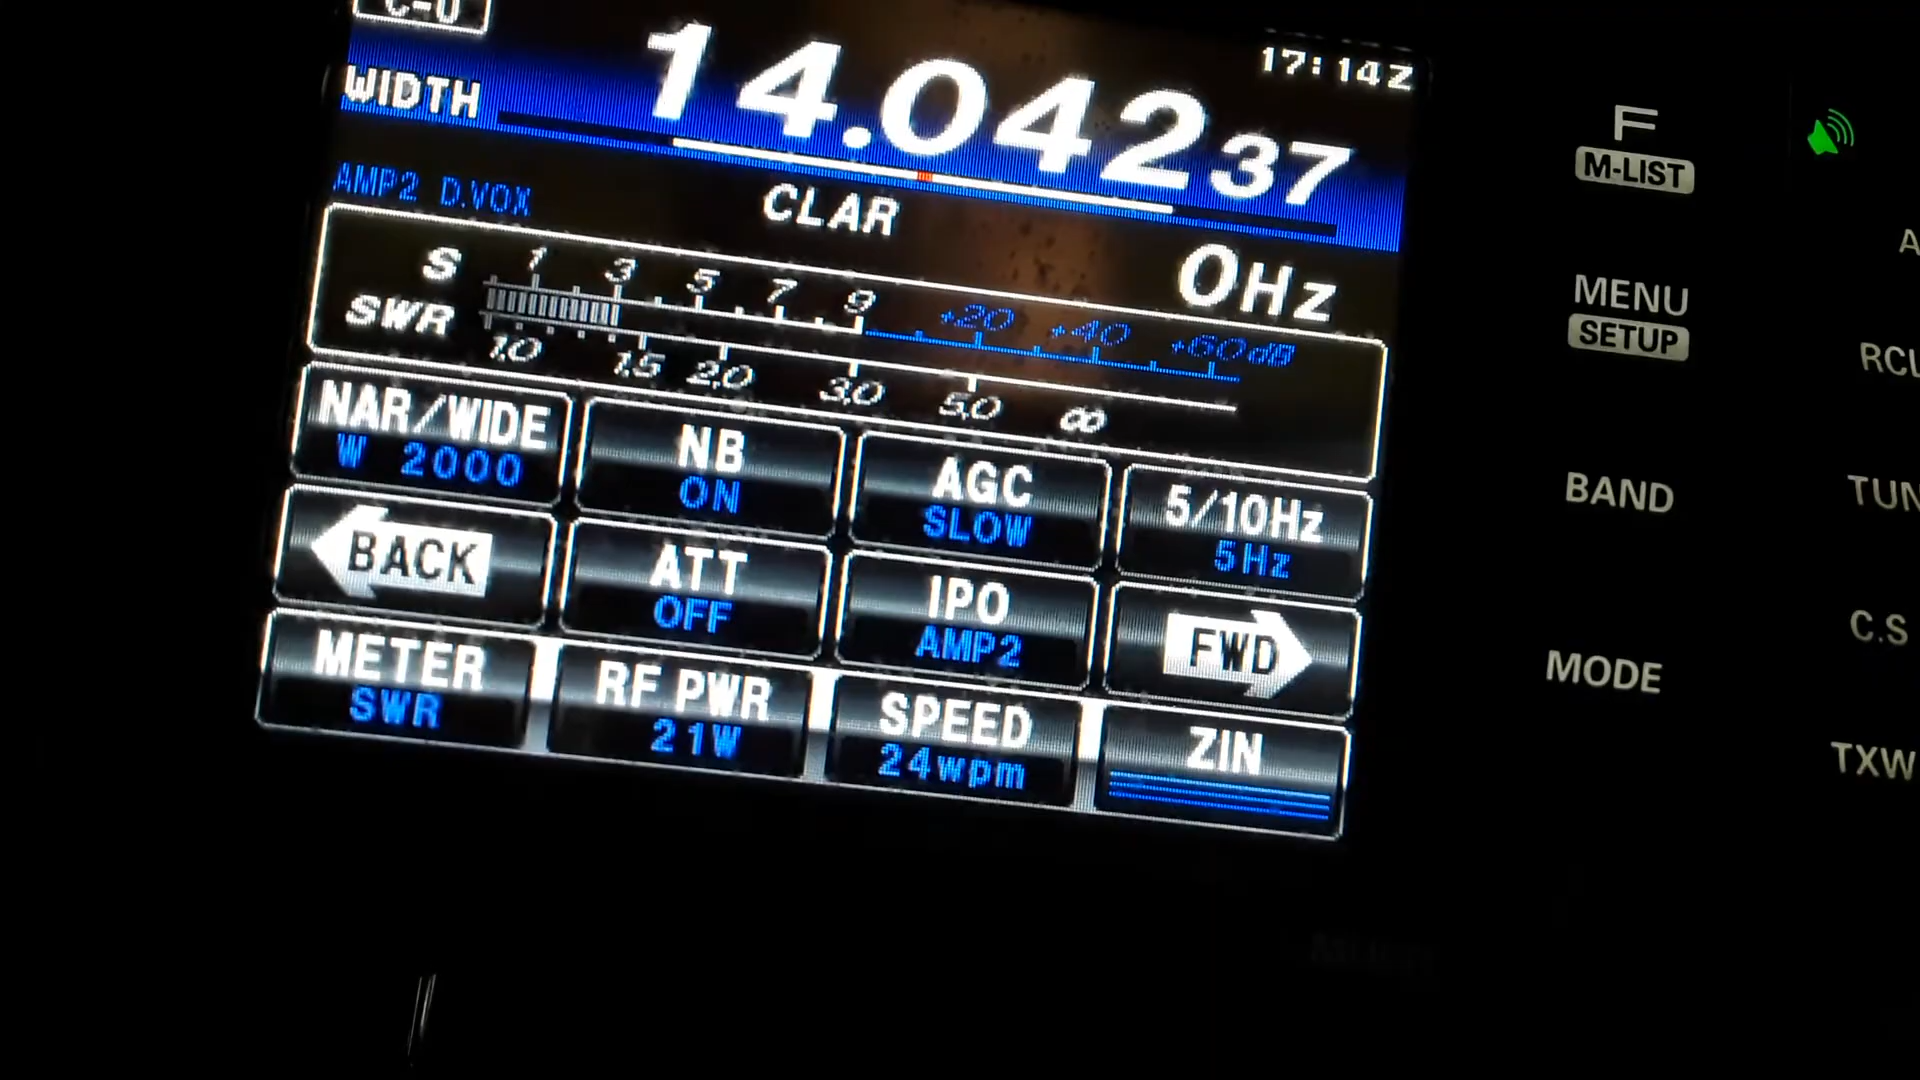 C-U
17:14Z
14.04237
WIDTH
AMP2 D.VOX
CLAR
0Hz
S 1 3 5 7 9 +20 +40 +60dB
SWR
1.0 1.5 2.0 3.0 5.0 ∞
NAR/WIDE NB AGC 5/10Hz
W 2000 ON SLOW 5Hz
BACK ATT IPO FWD
OFF AMP2
METER RF PWR SPEED ZIN
SWR 21W 24wpm
F
M-LIST
MENU
SETUP
BAND
MODE
A
RCL
TUN
C.S
TXW